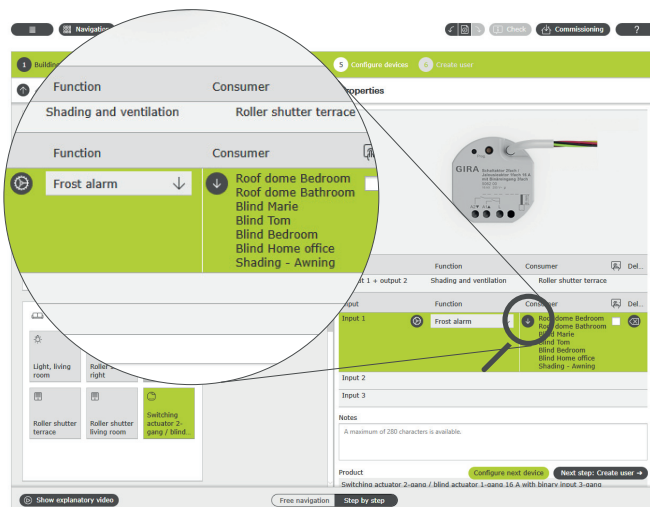 Navigation
Check
Commissioning
?
1 Building
5 Configure devices
6 Create user
Properties
Function
Consumer
Shading and ventilation
Roller shutter terrace
Function
Consumer
Frost alarm
Roof dome Bedroom
Roof dome Bathroom
Blind Marie
Blind Tom
Blind Bedroom
Blind Home office
Shading - Awning
GIRA
Function
Consumer
Del...
1 + output 2
Shading and ventilation
Roller shutter terrace
Input
Function
Consumer
Del...
Input 1
Frost alarm
Roof dome Bedroom
Roof dome Bathroom
Blind Marie
Blind Tom
Blind Bedroom
Blind Home office
Shading - Awning
Input 2
Input 3
Notes
A maximum of 280 characters is available.
Product
Configure next device
Next step: Create user
Switching actuator 2-gang / blind actuator 1-gang 16 A with binary input 3-gang
Light, living
room
Roller
right
Roller shutter
terrace
Roller shutter
living room
Switching
actuator 2-
gang / blind...
Show explanatory video
Free navigation
Step by step